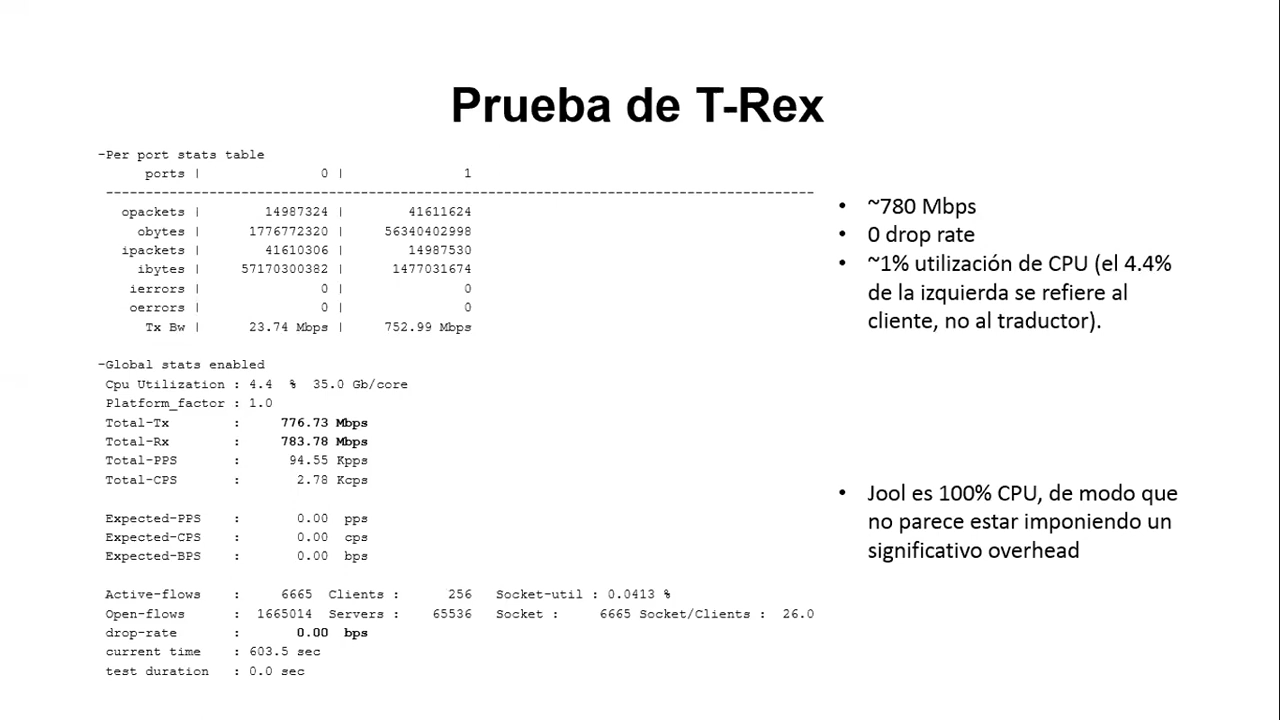 Prueba de T-Rex
-Per port stats table
ports | 0 | 1
-----------------------------------------------------------------------------------------
opackets | 14987324 | 41611624
obytes | 1776772320 | 56340402998
ipackets | 41610306 | 14987530
ibytes | 57170300382 | 1477031674
ierrors | 0 | 0
oerrors | 0 | 0
Tx Bw | 23.74 Mbps | 752.99 Mbps
-Global stats enabled
Cpu Utilization : 4.4 % 35.0 Gb/core
Platform_factor : 1.0
Total-Tx : 776.73 Mbps
Total-Rx : 783.78 Mbps
Total-PPS : 94.55 Kpps
Total-CPS : 2.78 Kcps
Expected-PPS : 0.00 pps
Expected-CPS : 0.00 cps
Expected-BPS : 0.00 bps
Active-flows : 6665 Clients : 256 Socket-util : 0.0413 %
Open-flows : 1665014 Servers : 65536 Socket : 6665 Socket/Clients : 26.0
drop-rate : 0.00 bps
current time : 603.5 sec
test duration : 0.0 sec
• ~780 Mbps
• 0 drop rate
• ~1% utilización de CPU (el 4.4%
de la izquierda se refiere al
cliente, no al traductor).
• Jool es 100% CPU, de modo que
no parece estar imponiendo un
significativo overhead